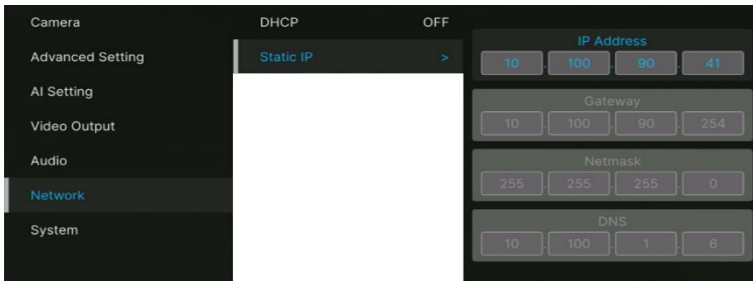 Camera
Advanced Setting
AI Setting
Video Output
Audio
Network
System
DHCP OFF
Static IP >
IP Address
10 . 100 . 90 . 41
Gateway
10 . 100 . 90 . 254
Netmask
255 . 255 . 255 . 0
DNS
10 . 100 . 1 . 6